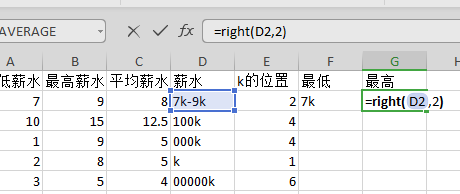 AVERAGE =right(D2,2)
A B C D E F G H
低薪水 最高薪水 平均薪水 薪水 k的位置 最低 最高
7 9 8 7k-9k 2 7k =right( D2 ,2)
10 15 12.5 100k 4
1 9 5 000k 4
2 8 5 k 1
3 5 4 00000k 6